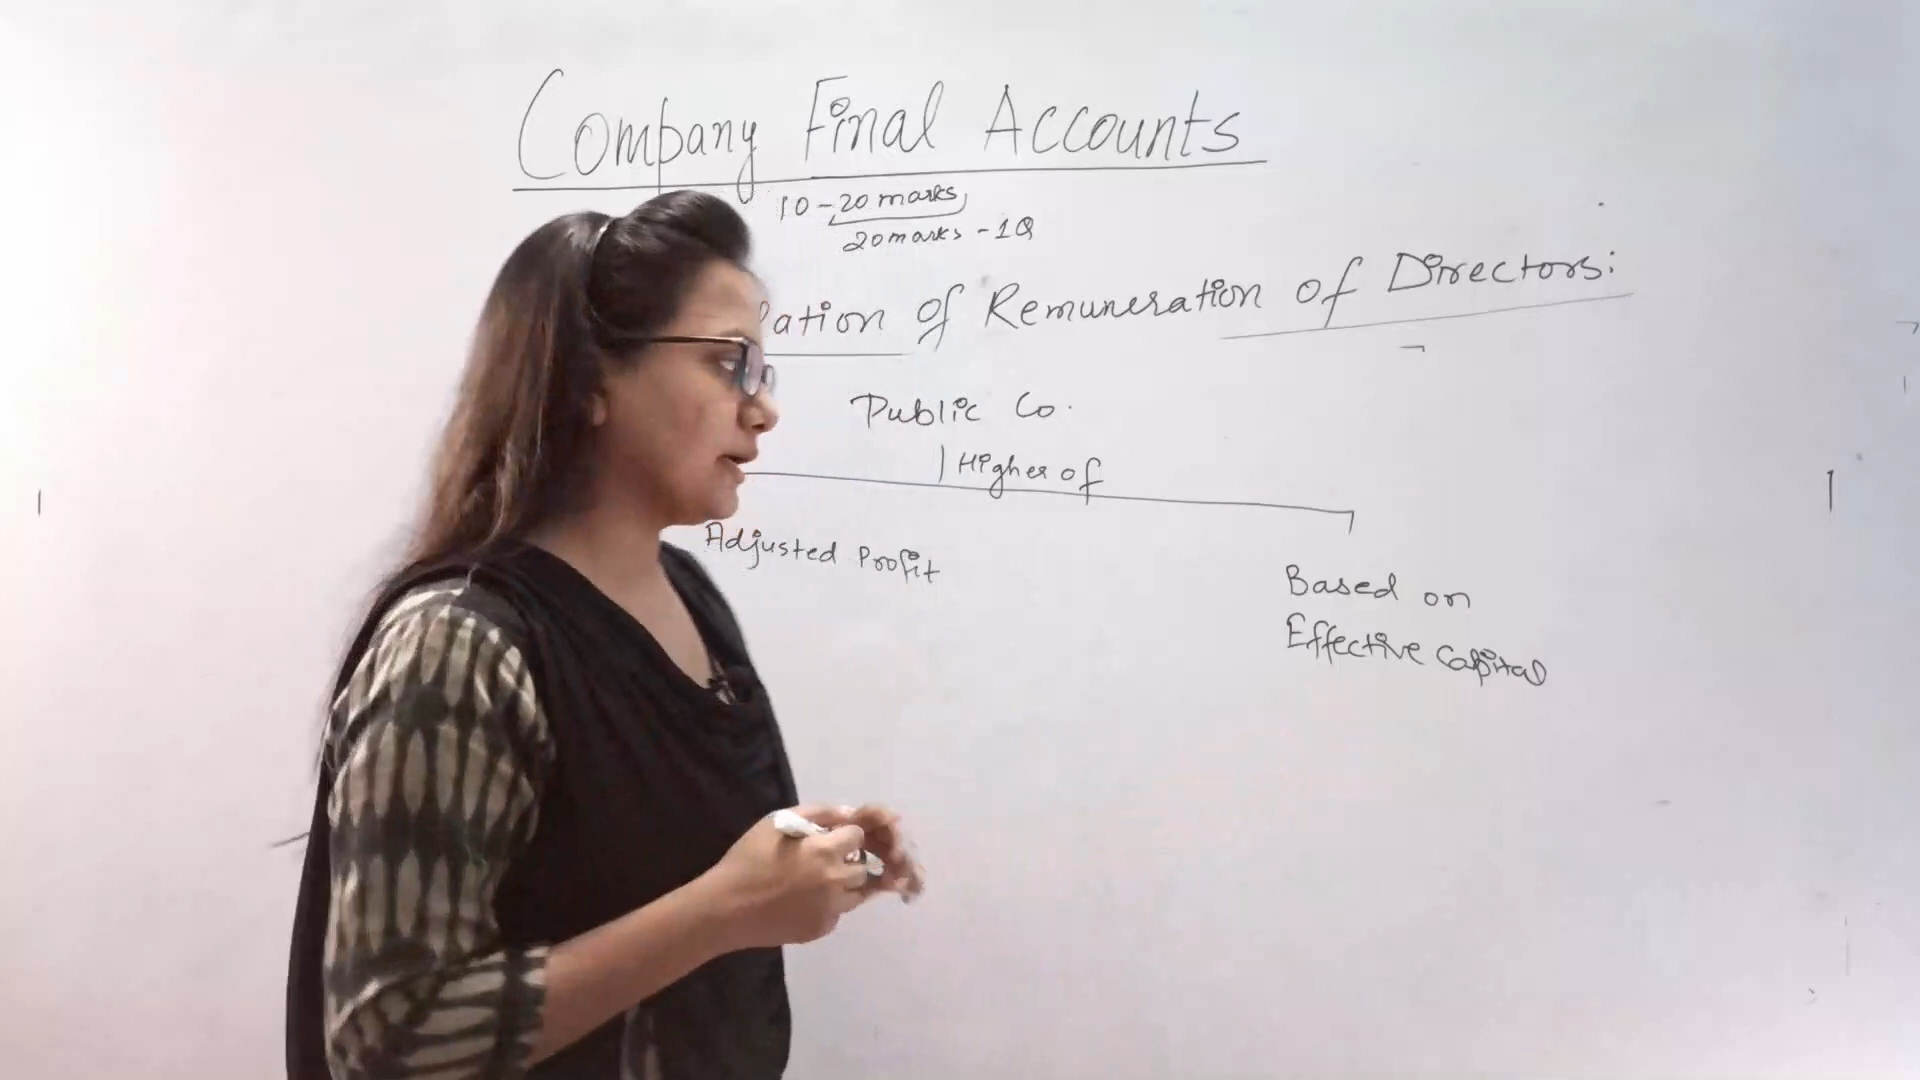 Company Final Accounts
10-20 marks
20 marks - 1Q
of Remuneration of Directors:
Public Co.
Higher of
Adjusted Profit
Based on
Effective Capital